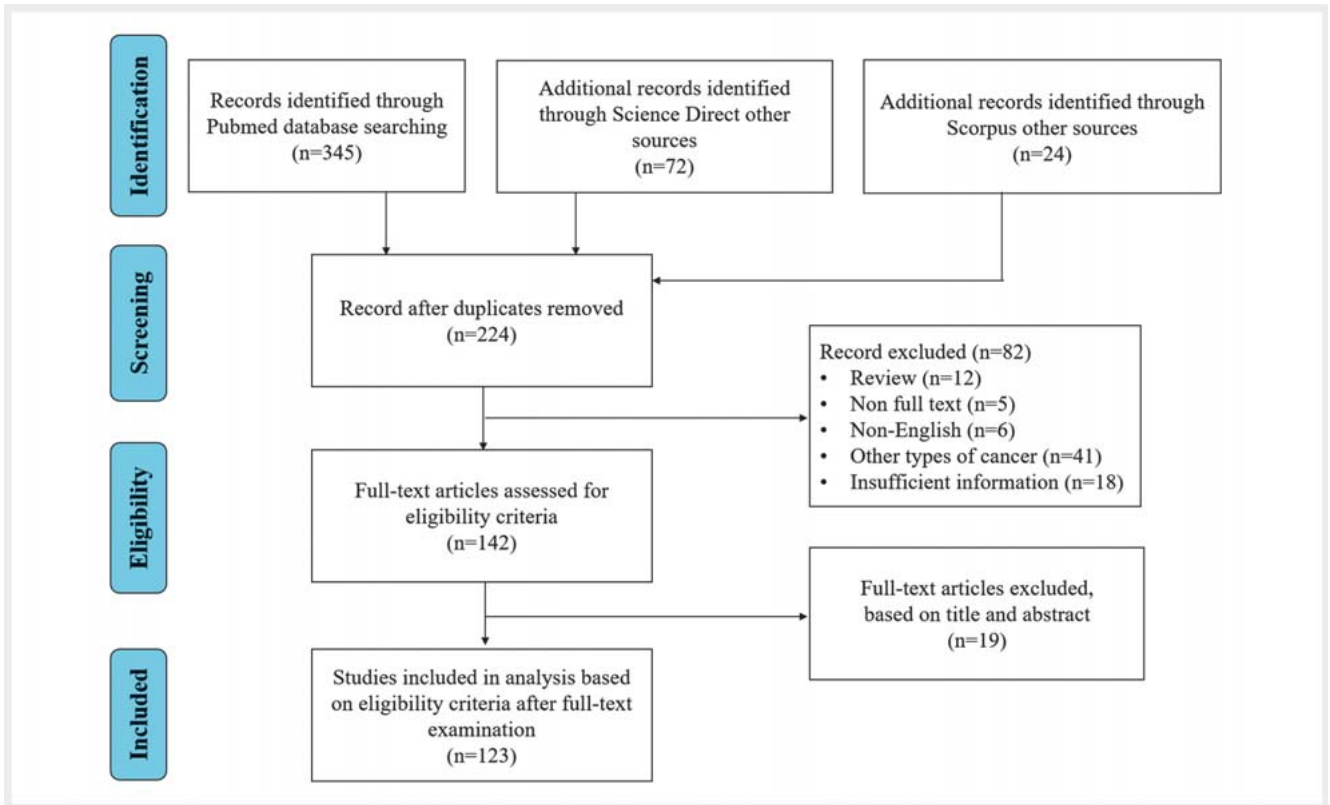 Identification
Records identified through
Pubmed database searching
(n=345)
Additional records identified
through Science Direct other
sources
(n=72)
Additional records identified through
Scorpus other sources
(n=24)
Screening
Record after duplicates removed
(n=224)
Record excluded (n=82)
• Review (n=12)
• Non full text (n=5)
• Non-English (n=6)
• Other types of cancer (n=41)
• Insufficient information (n=18)
Eligibility
Full-text articles assessed for
eligibility criteria
(n=142)
Full-text articles excluded,
based on title and abstract
(n=19)
Included
Studies included in analysis based
on eligibility criteria after full-text
examination
(n=123)